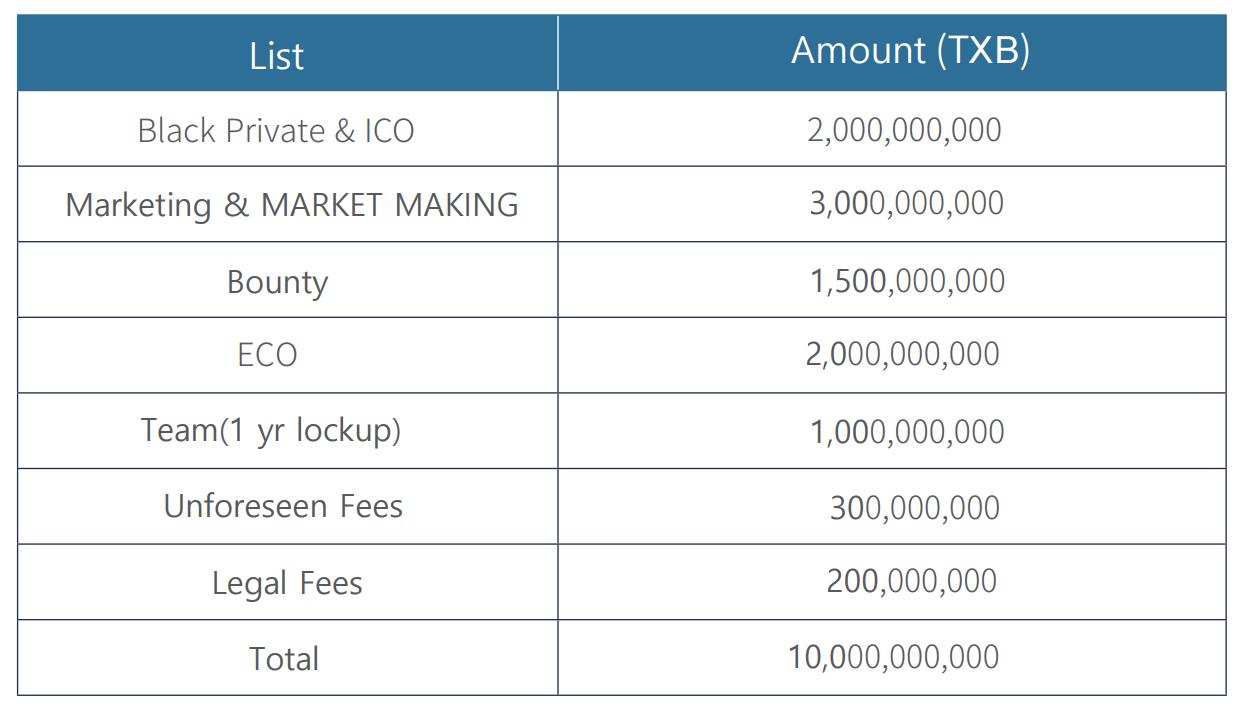 List Amount (TXB)
Black Private & ICO 2,000,000,000
Marketing & MARKET MAKING 3,000,000,000
Bounty 1,500,000,000
ECO 2,000,000,000
Team(1 yr lockup) 1,000,000,000
Unforeseen Fees 300,000,000
Legal Fees 200,000,000
Total 10,000,000,000